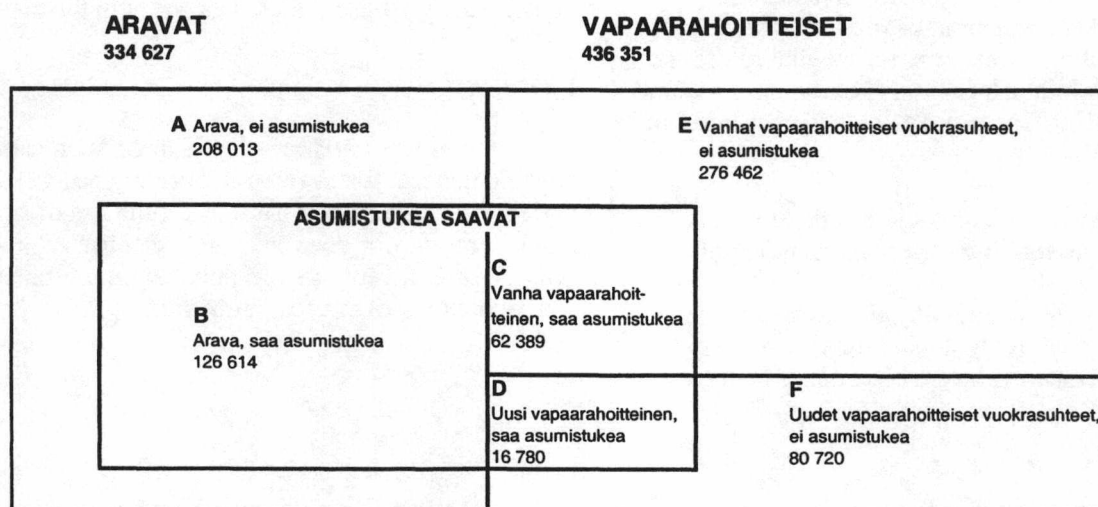 ARAVAT
334 627
VAPAARAHOITTEISET
436 351
A Arava, ei asumistukea
208 013
E Vanhat vapaarahoitteiset vuokrasuhteet,
ei asumistukea
276 462
ASUMISTUKEA SAAVAT
B
Arava, saa asumistukea
126 614
C
Vanha vapaarahoit-
teinen, saa asumistukea
62 389
D
Uusi vapaarahoitteinen,
saa asumistukea
16 780
F
Uudet vapaarahoitteiset vuokrasuhteet,
ei asumistukea
80 720